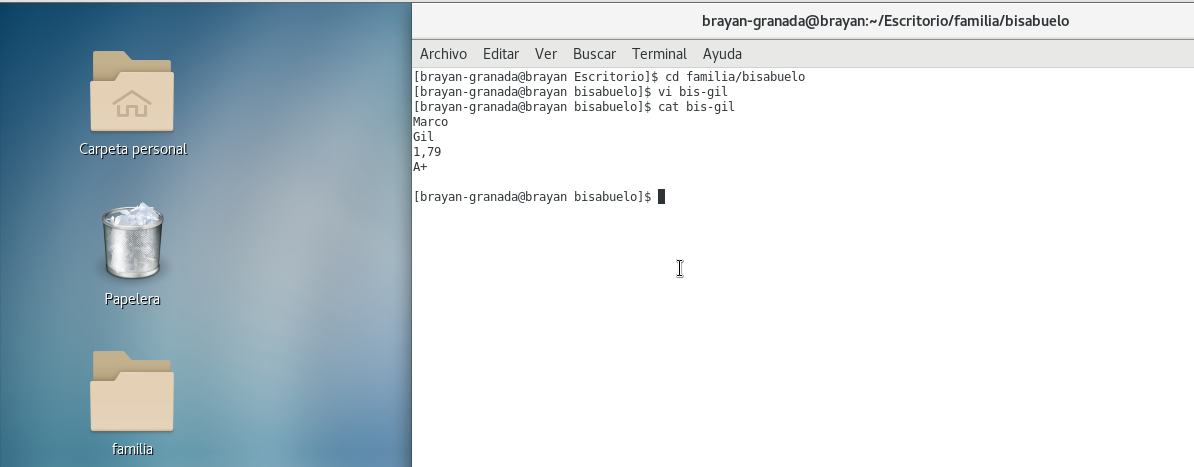 brayan-granada@brayan:~/Escritorio/familia/bisabuelo
Archivo Editar Ver Buscar Terminal Ayuda
[brayan-granada@brayan Escritorio]$ cd familia/bisabuelo
[brayan-granada@brayan bisabuelo]$ vi bis-gil
[brayan-granada@brayan bisabuelo]$ cat bis-gil
Marco
Gil
1,79
A+
[brayan-granada@brayan bisabuelo]$
Carpeta personal
Papelera
familia